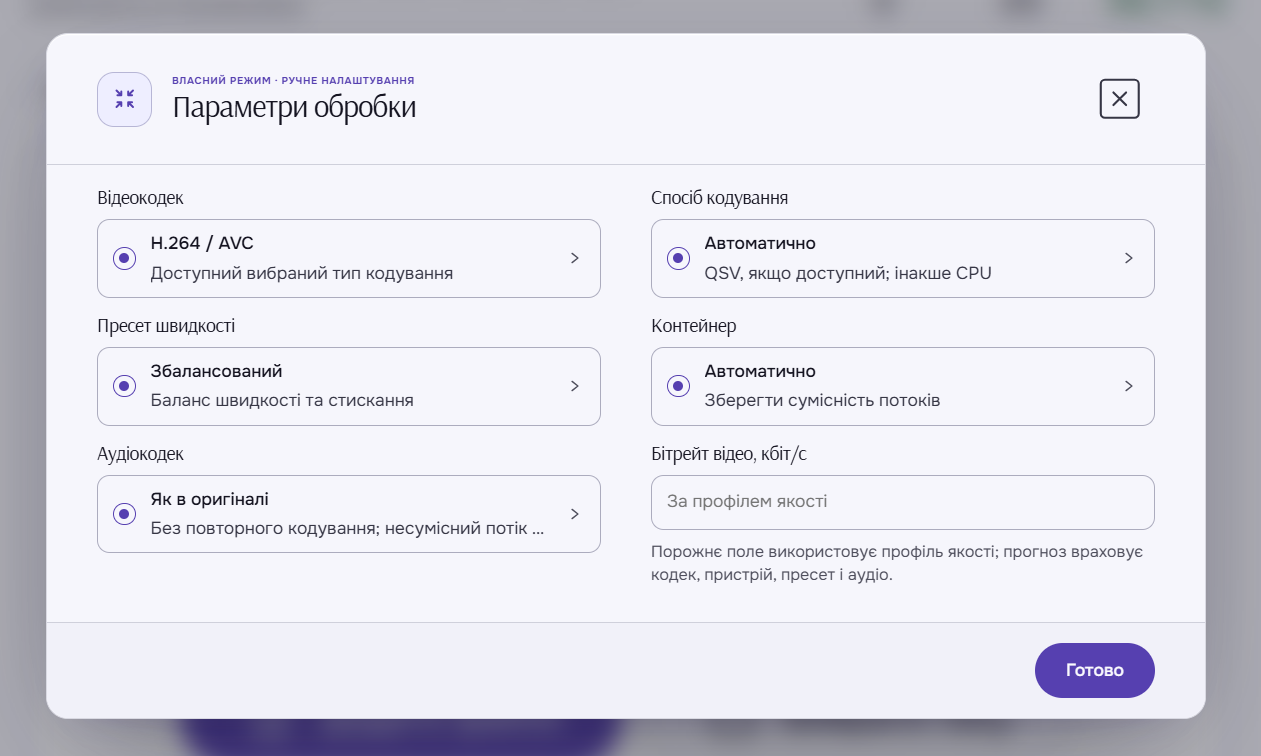 ВЛАСНИЙ РЕЖИМ · РУЧНЕ НАЛАШТУВАННЯ
Параметри обробки
Відеокодек
H.264 / AVC
Доступний вибраний тип кодування
Спосіб кодування
Автоматично
QSV, якщо доступний; інакше CPU
Пресет швидкості
Збалансований
Баланс швидкості та стискання
Контейнер
Автоматично
Зберегти сумісність потоків
Аудіокодек
Як в оригіналі
Без повторного кодування; несумісний потік ...
Бітрейт відео, кбіт/с
За профілем якості
Порожнє поле використовує профіль якості; прогноз враховує
кодек, пристрій, пресет і аудіо.
Готово